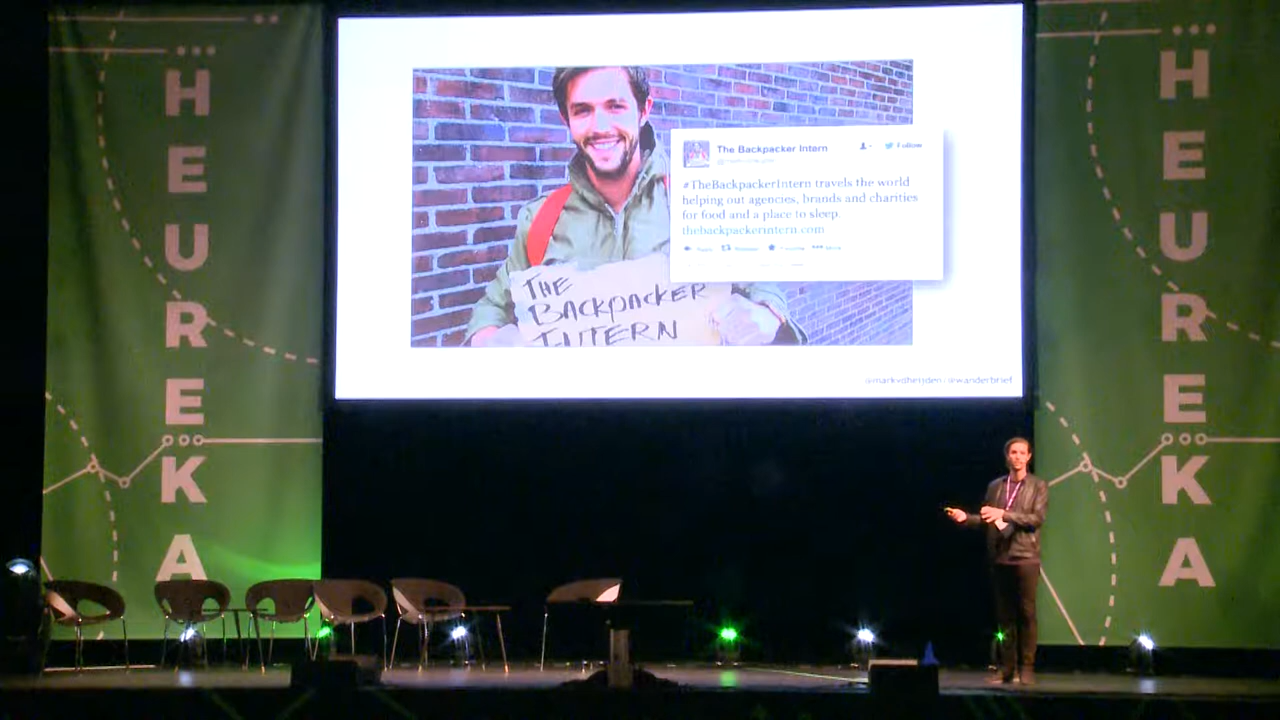 HEUREKA
The Backpacker Intern
Follow
#TheBackpackerIntern travels the world
helping out agencies, brands and charities
for food and a place to sleep.
thebackpackerintern.com
THE
BACKPACKER
INTERN
@wanderbrief
HEUREKA